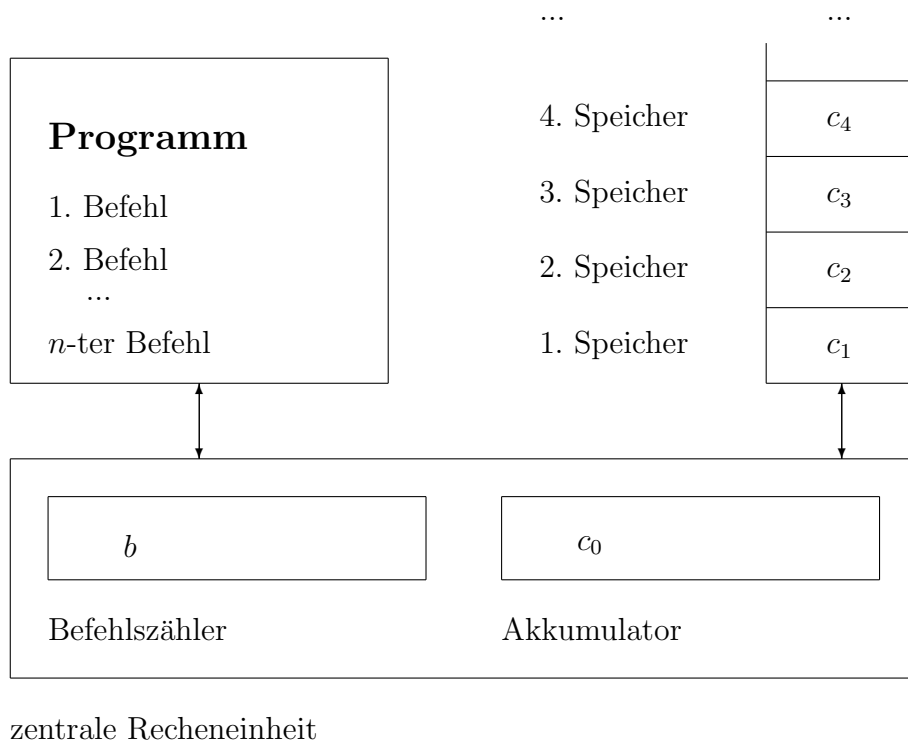 ... ...
Programm
1. Befehl
2. Befehl
...
n-ter Befehl
4. Speicher c₄
3. Speicher c₃
2. Speicher c₂
1. Speicher c₁
b
Befehlszähler
c₀
Akkumulator
zentrale Recheneinheit